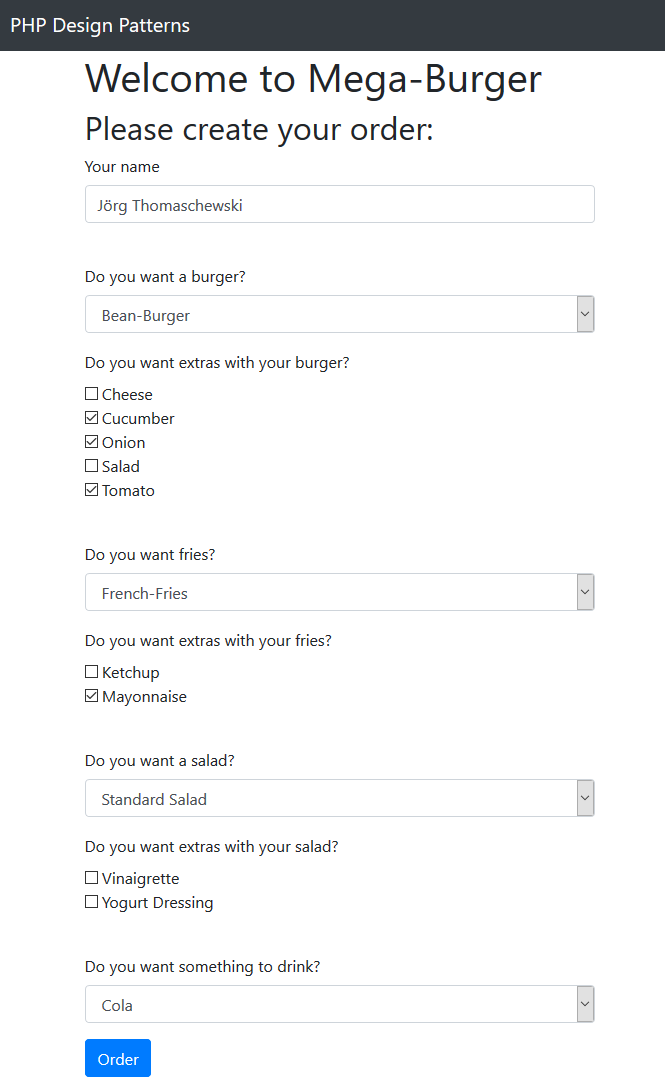 PHP Design Patterns
Welcome to Mega-Burger
Please create your order:
Your name
Jörg Thomaschewski
Do you want a burger?
Bean-Burger
Do you want extras with your burger?
Cheese
Cucumber
Onion
Salad
Tomato
Do you want fries?
French-Fries
Do you want extras with your fries?
Ketchup
Mayonnaise
Do you want a salad?
Standard Salad
Do you want extras with your salad?
Vinaigrette
Yogurt Dressing
Do you want something to drink?
Cola
Order